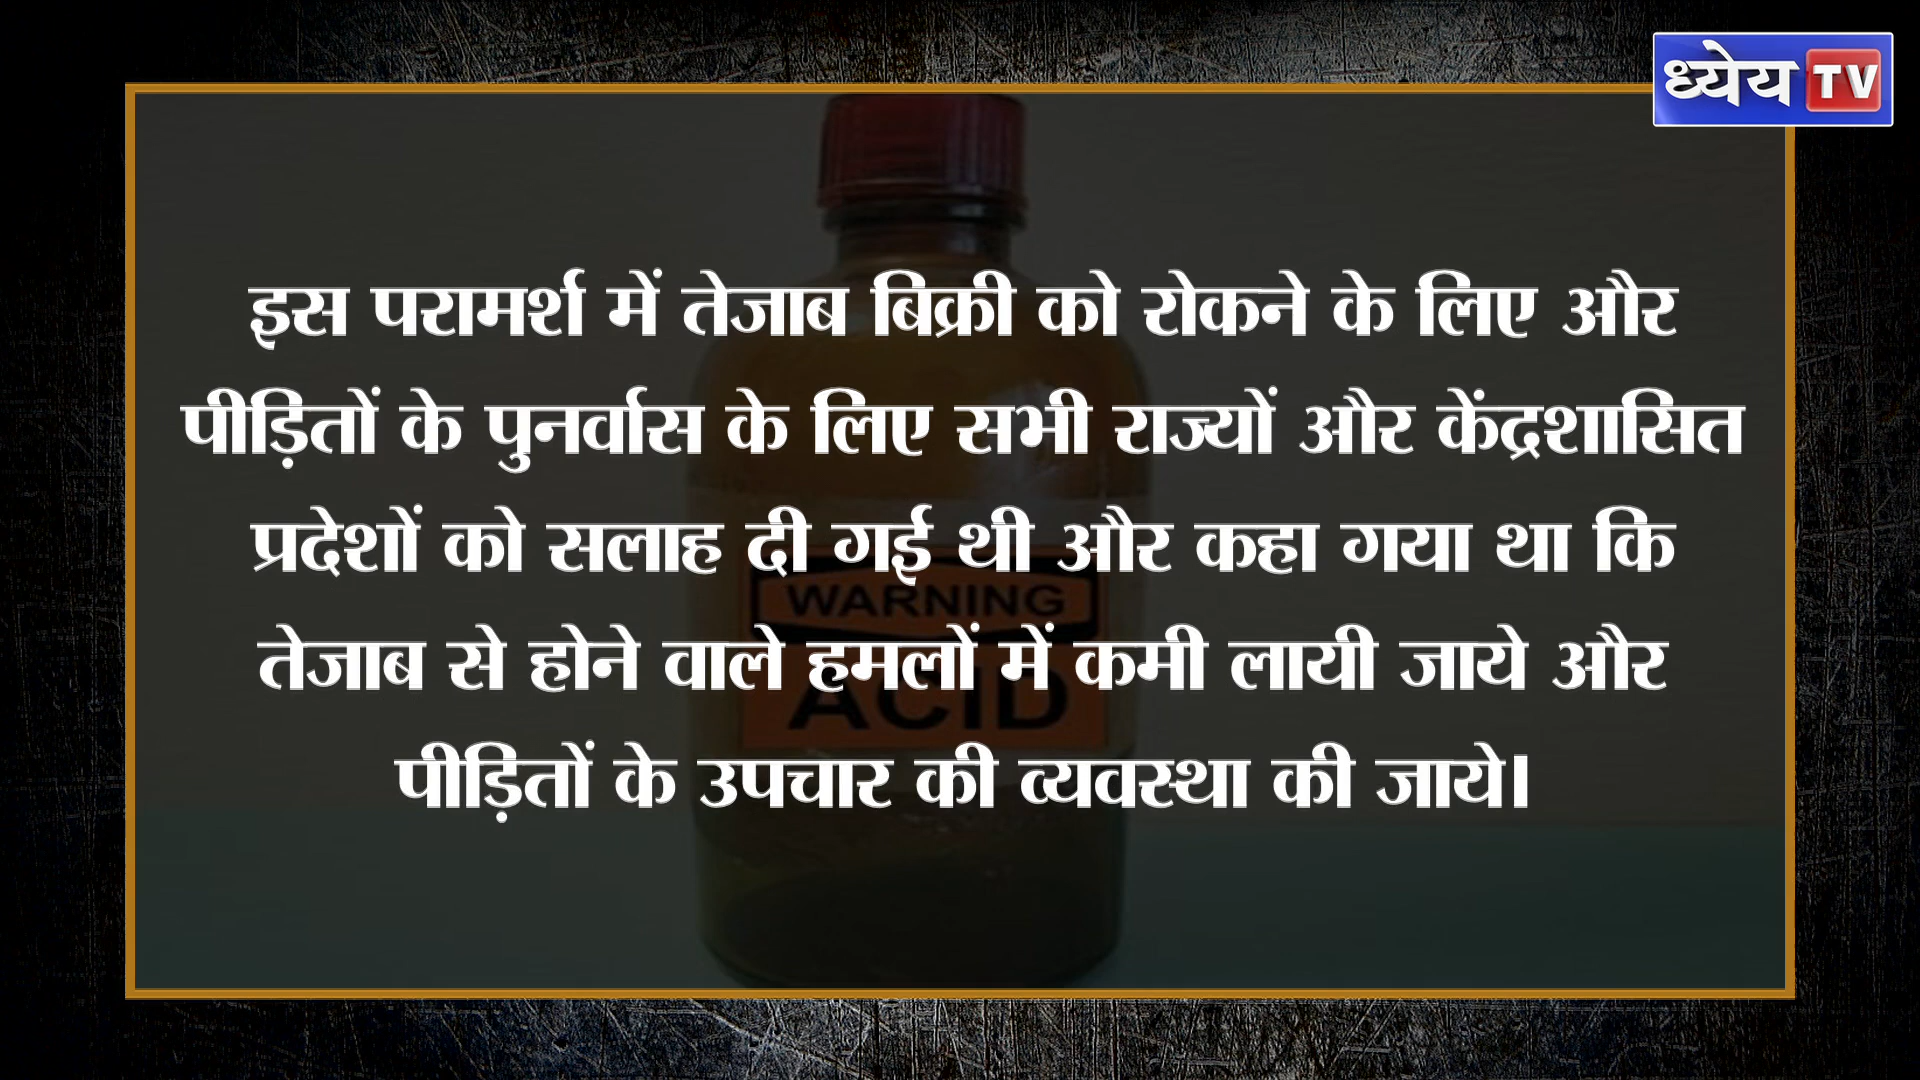 ध्येय TV
इस परामर्श में तेजाब बिक्री को रोकने के लिए और
पीड़ितों के पुनर्वास के लिए सभी राज्यों और केंद्रशासित
प्रदेशों को सलाह दी गई थी और कहा गया था कि
तेजाब से होने वाले हमलों में कमी लायी जाये और
पीड़ितों के उपचार की व्यवस्था की जाये।
WARNING
ACID